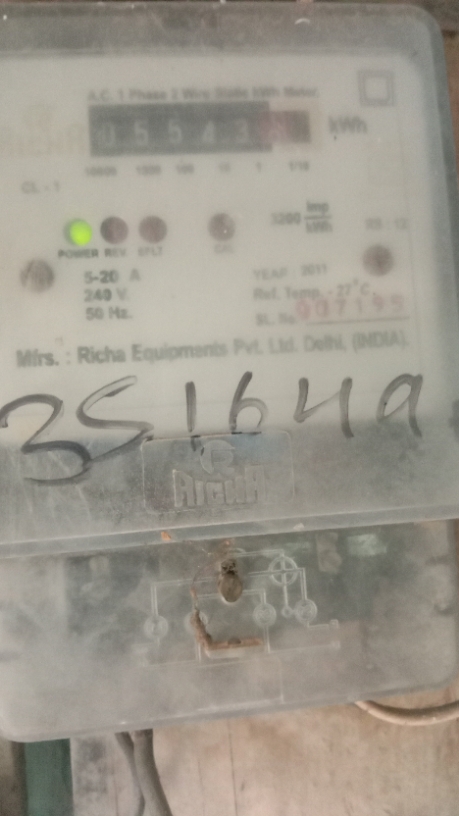 A.C. 1 Phase 2 Wire Static kWh Meter
05543
kWh
10000 1000 100 10 1 1/10
CL - 1
3200 imp/kWh
POWER REV EFLT CAL
5-20 A
240 V.
50 Hz.
YEAR : 2011
Ref. Temp. - 27°C
SL. No. 007195
Mfrs. : Richa Equipments Pvt. Ltd. Delhi. (INDIA).
351649
RICHA